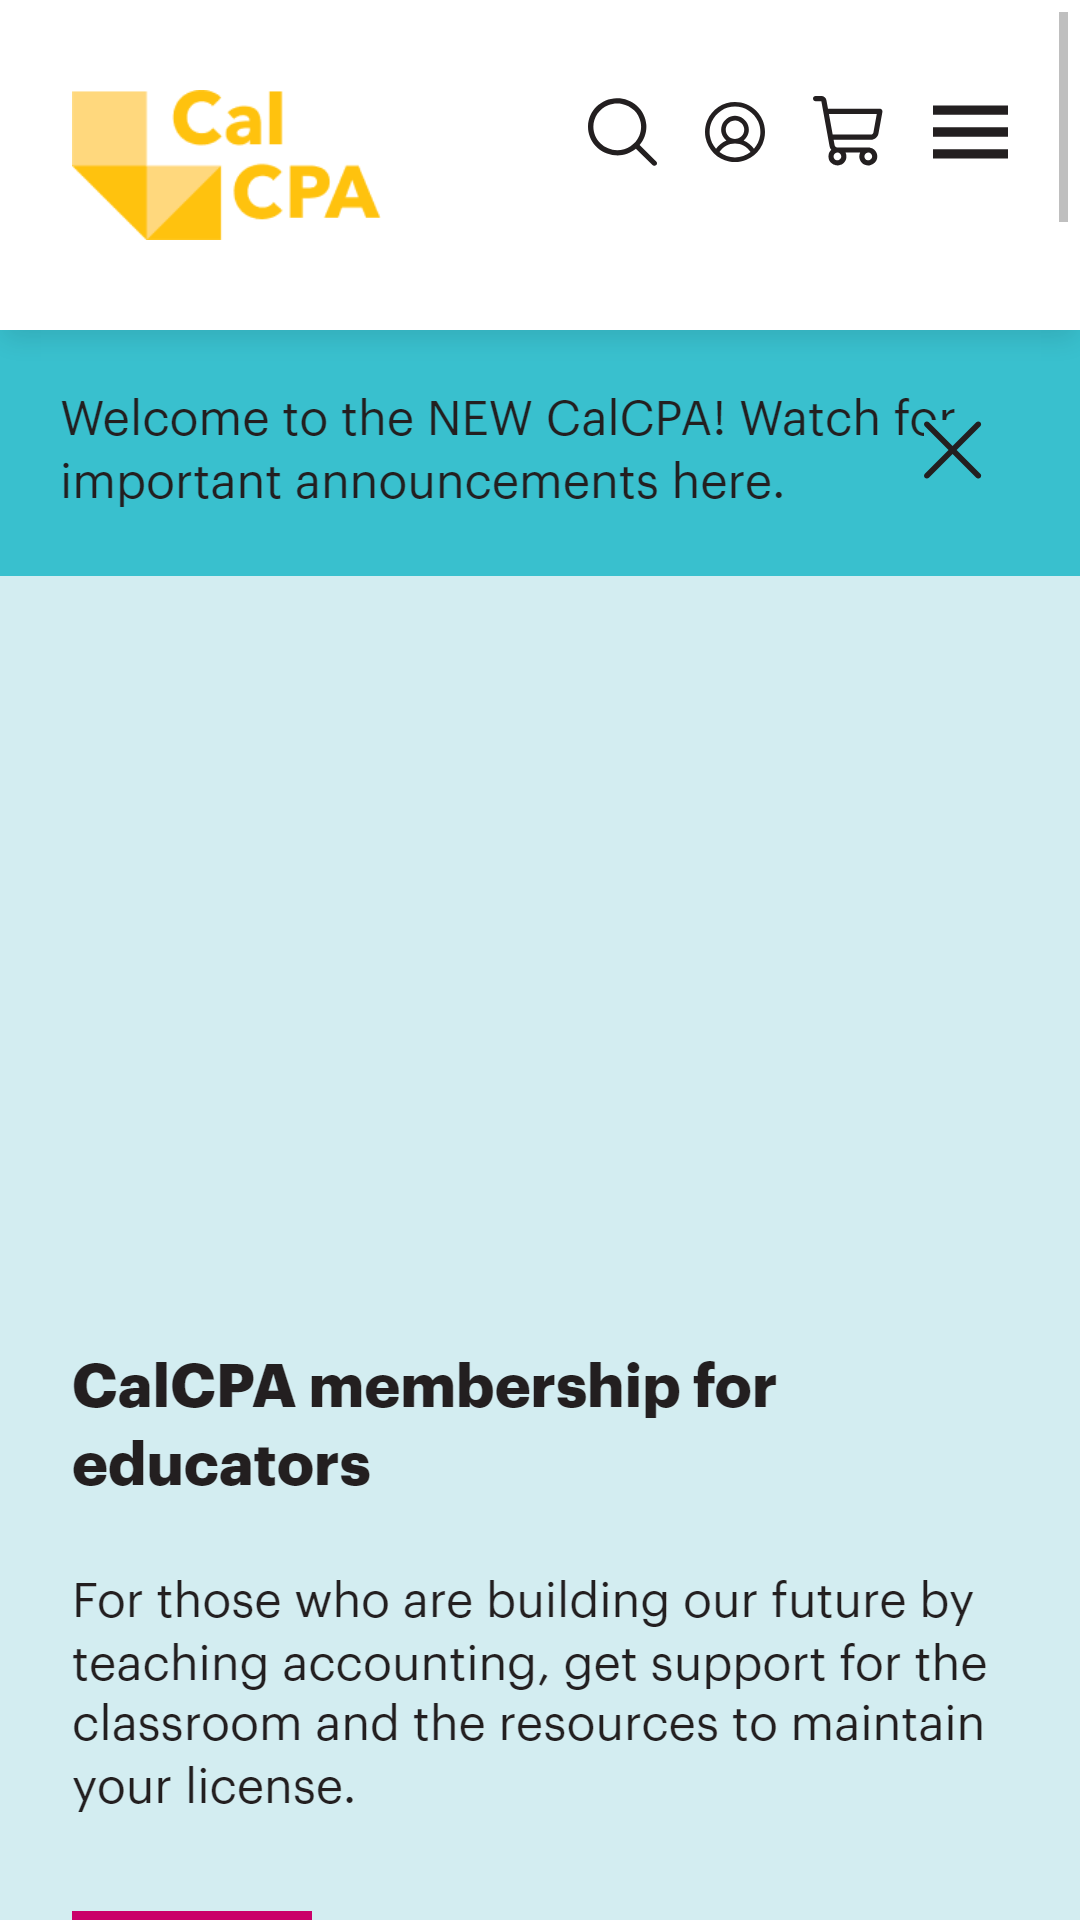 Cal
CPA
Welcome to the NEW CalCPA! Watch for
important announcements here.
CalCPA membership for
educators
For those who are building our future by
teaching accounting, get support for the
classroom and the resources to maintain
your license.